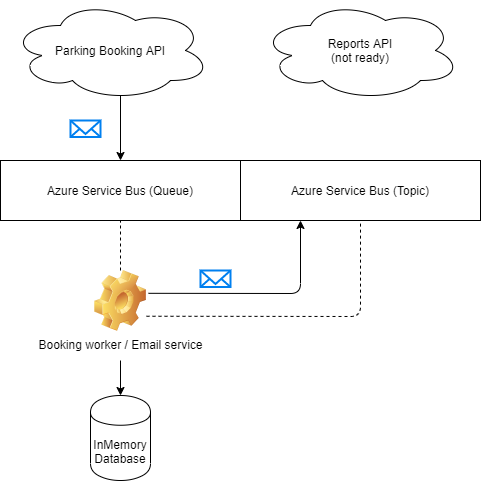 Parking Booking API
Reports API
(not ready)
Azure Service Bus (Queue)
Azure Service Bus (Topic)
Booking worker / Email service
InMemory
Database